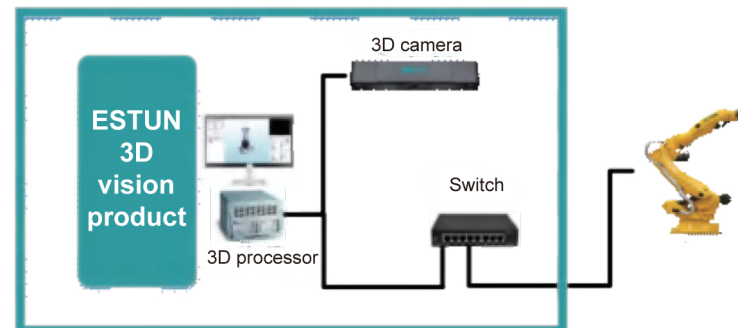 ESTUN
3D
vision
product
3D camera
Switch
3D processor